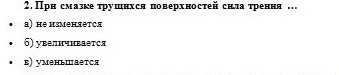 2. При смазке трущихся поверхностей сила трения …
• а) не изменяется
• б) увеличивается
• в) уменьшается